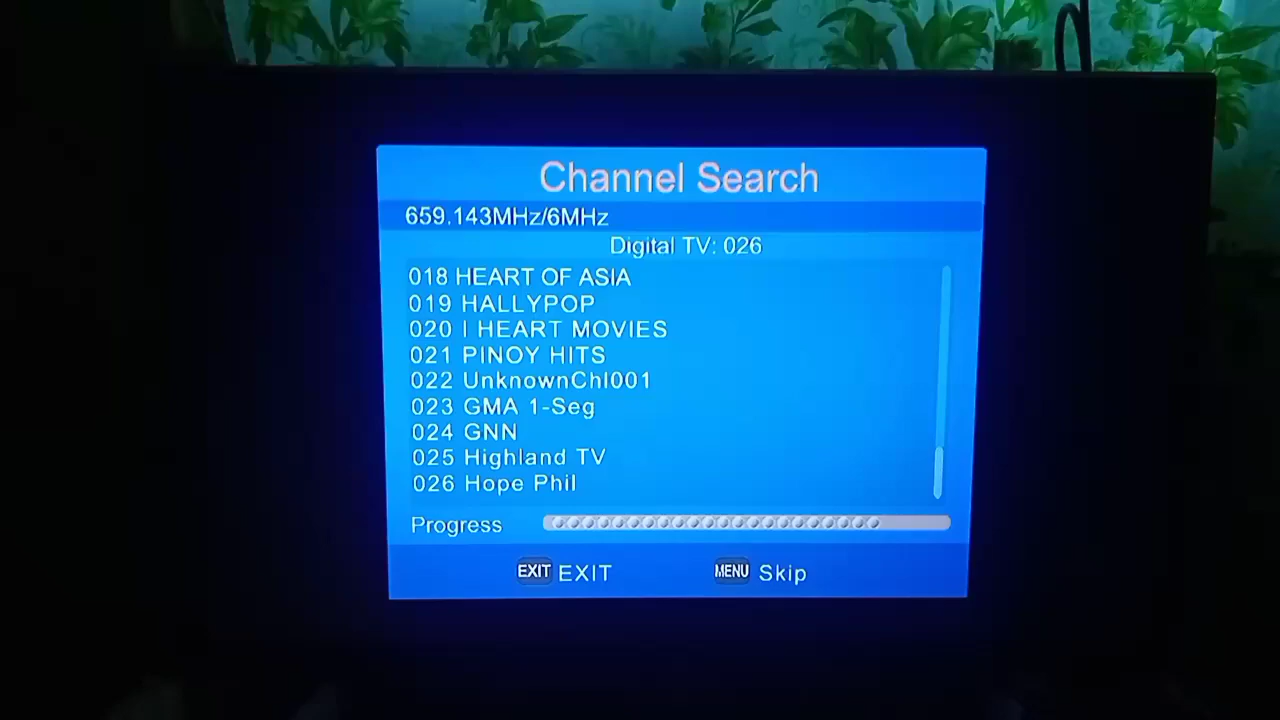 Channel Search
659.143MHz/6MHz
Digital TV: 026
018 HEART OF ASIA
019 HALLYPOP
020 I HEART MOVIES
021 PINOY HITS
022 UnknownChl001
023 GMA 1-Seg
024 GNN
025 Highland TV
026 Hope Phil
Progress
EXIT EXIT
MENU Skip